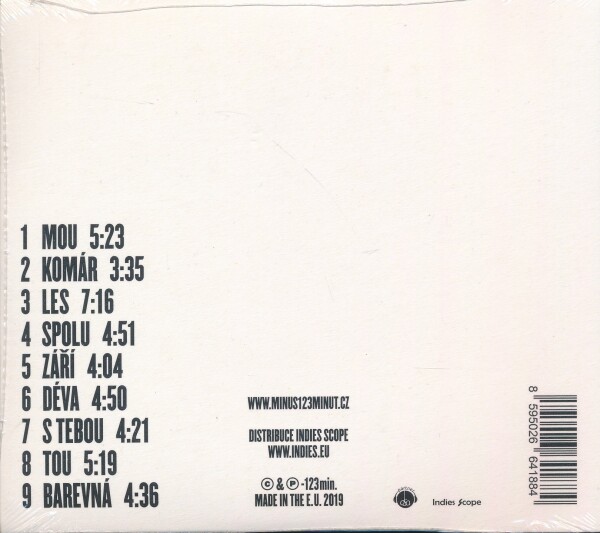 1 MOU 5:23
2 KOMÁR 3:35
3 LES 7:16
4 SPOLU 4:51
5 ZÁŘÍ 4:04
6 DÉVA 4:50
7 S TEBOU 4:21
8 TOU 5:19
9 BAREVNÁ 4:36
WWW.MINUS123MINUT.CZ
DISTRIBUCE INDIES SCOPE
WWW.INDIES.EU
© & ℗ -123min.
MADE IN THE E.U. 2019
Indies Scope
8 595026 641884